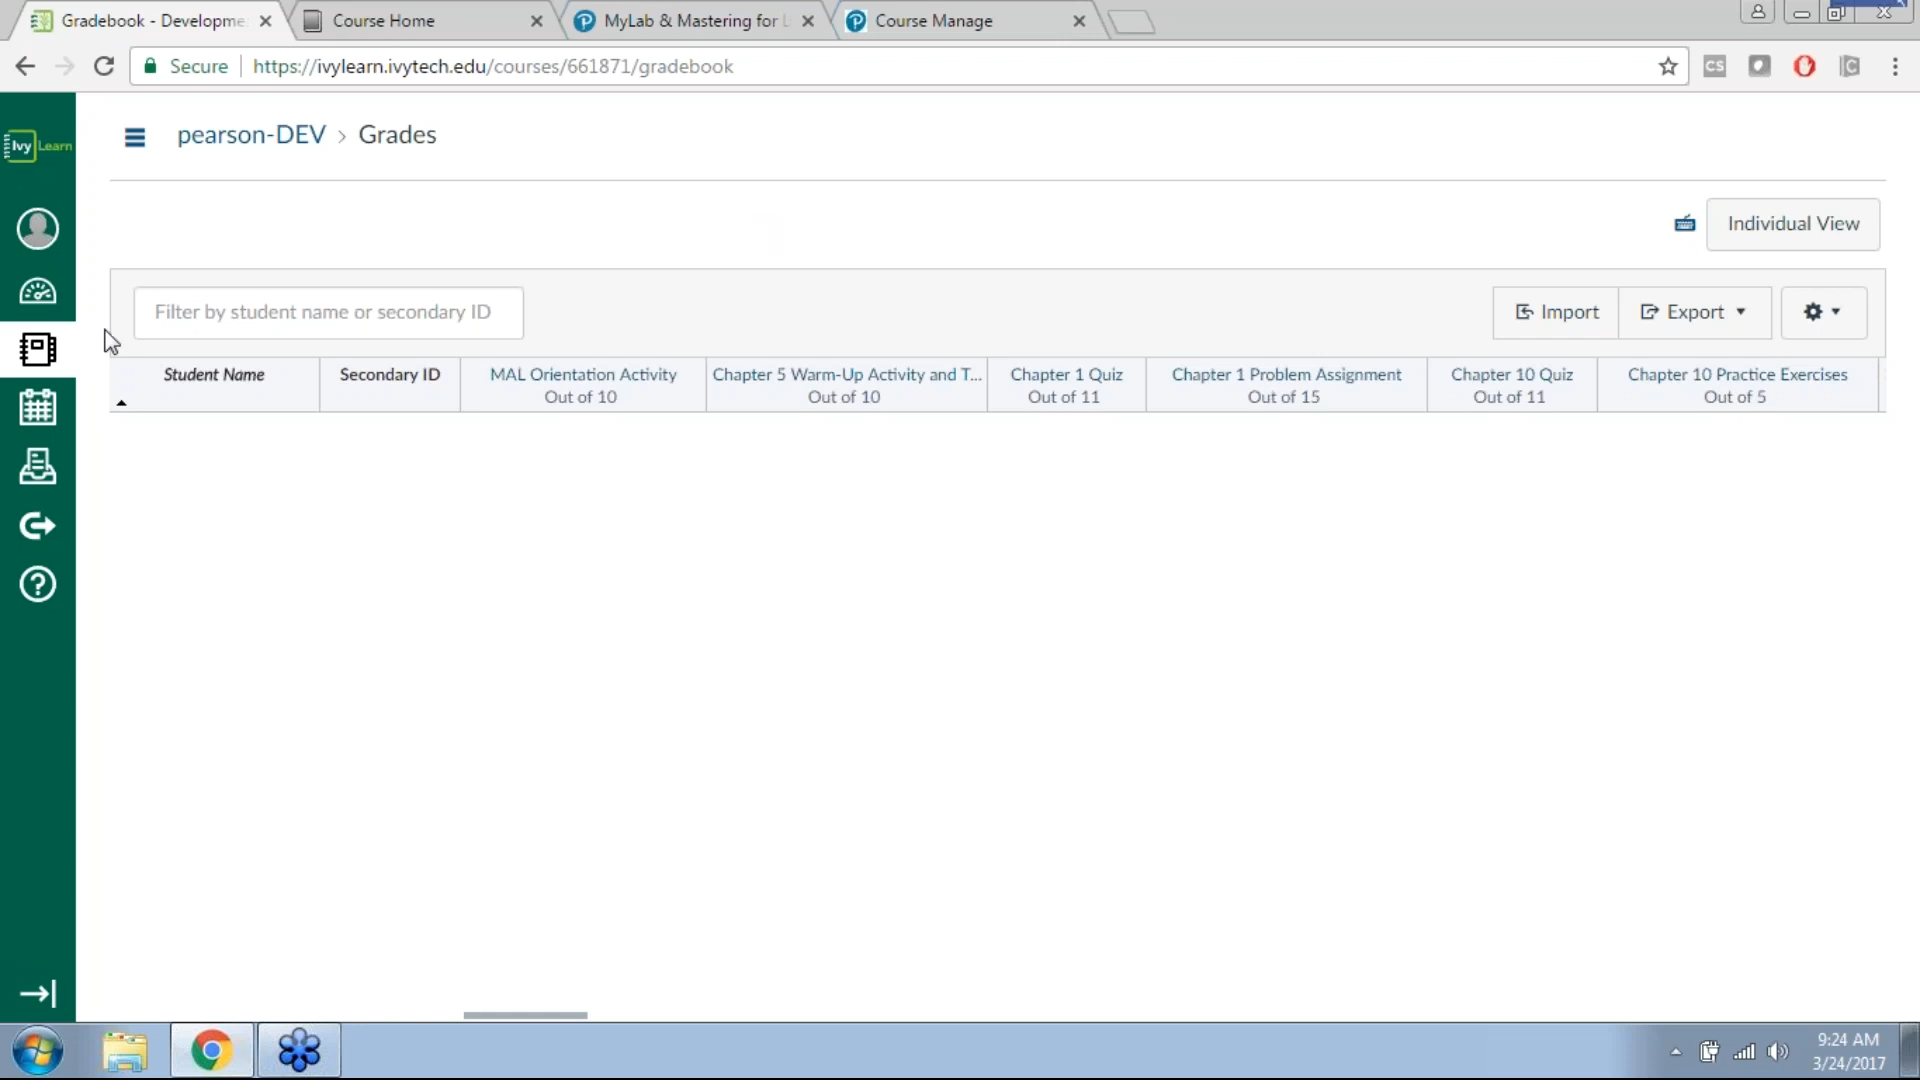 Gradebook - Developme
Course Home
MyLab & Mastering for L
Course Manage
Secure
https://ivylearn.ivytech.edu/courses/661871/gradebook
CS
C
Ivy Learn
pearson-DEV > Grades
Individual View
Filter by student name or secondary ID
Import
Export
Student Name
Secondary ID
MAL Orientation Activity
Out of 10
Chapter 5 Warm-Up Activity and T...
Out of 10
Chapter 1 Quiz
Out of 11
Chapter 1 Problem Assignment
Out of 15
Chapter 10 Quiz
Out of 11
Chapter 10 Practice Exercises
Out of 5
9:24 AM
3/24/2017